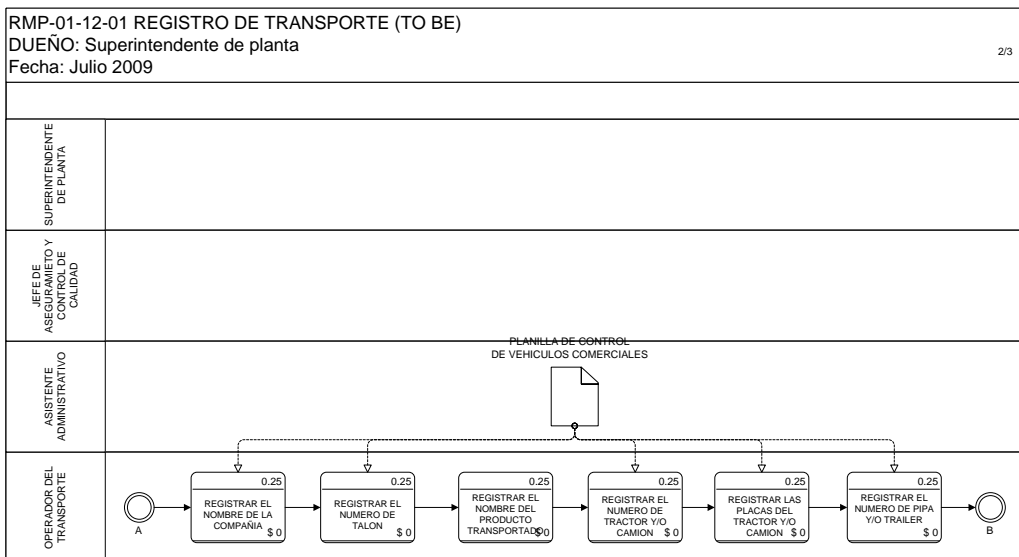 RMP-01-12-01 REGISTRO DE TRANSPORTE (TO BE)
DUEÑO: Superintendente de planta
2/3
Fecha: Julio 2009
SUPERINTENDENTE
DE PLANTA
JEFE DE
ASEGURAMIETO Y
CONTROL DE
CALIDAD
ASISTENTE
ADMINISTRATIVO
PLANILLA DE CONTROL
DE VEHICULOS COMERCIALES
OPERADOR DEL
TRANSPORTE
A
0.25
REGISTRAR EL
NOMBRE DE LA
COMPAÑIA
$ 0
0.25
REGISTRAR EL
NUMERO DE
TALON
$ 0
0.25
REGISTRAR EL
NOMBRE DEL
PRODUCTO
TRANSPORTADO
$ 0
0.25
REGISTRAR EL
NUMERO DE
TRACTOR Y/O
CAMION
$ 0
0.25
REGISTRAR LAS
PLACAS DEL
TRACTOR Y/O
CAMION
$ 0
0.25
REGISTRAR EL
NUMERO DE PIPA
Y/O TRAILER
$ 0
B